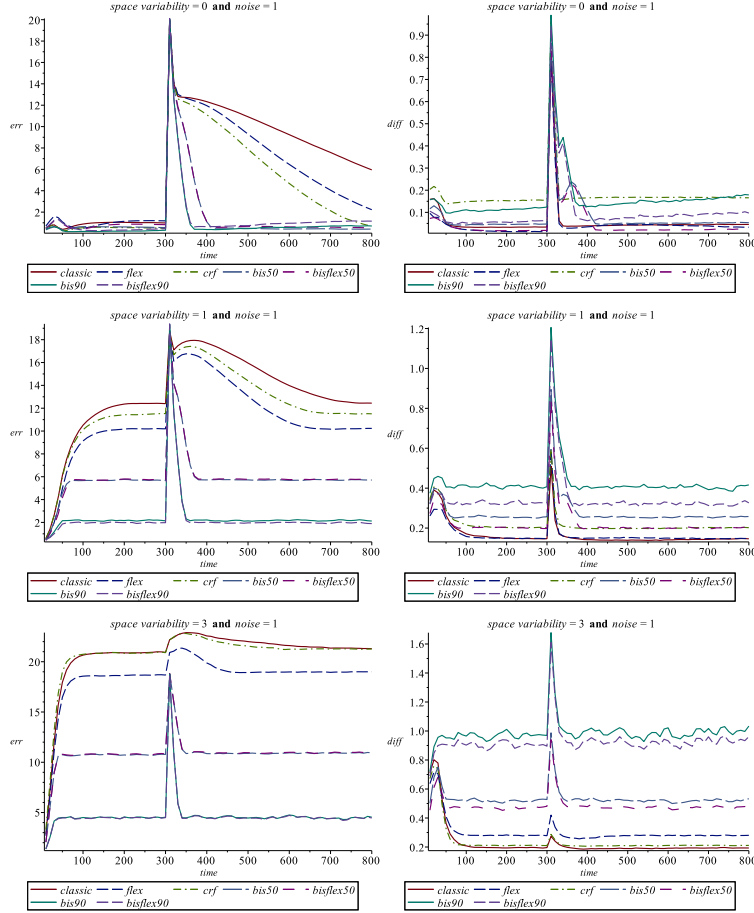 space variability = 0 and noise = 1
20
18
16
14
12
err
10
8
6
4
2
100 200 300 400 500 600 700 800
time
classic flex crf bis50 bisflex50
bis90 bisflex90
space variability = 0 and noise = 1
0.9
0.8
0.7
0.6
diff
0.5
0.4
0.3
0.2
0.1
100 200 300 400 500 600 700 800
time
classic flex crf bis50 bisflex50
bis90 bisflex90
space variability = 1 and noise = 1
18
16
14
12
err
10
8
6
4
2
100 200 300 400 500 600 700 800
time
classic flex crf bis50 bisflex50
bis90 bisflex90
space variability = 1 and noise = 1
1.2
1.0
0.8
diff
0.6
0.4
0.2
100 200 300 400 500 600 700 800
time
classic flex crf bis50 bisflex50
bis90 bisflex90
space variability = 3 and noise = 1
20
15
err
10
5
100 200 300 400 500 600 700 800
time
classic flex crf bis50 bisflex50
bis90 bisflex90
space variability = 3 and noise = 1
1.6
1.4
1.2
diff
1.0
0.8
0.6
0.4
0.2
100 200 300 400 500 600 700 800
time
classic flex crf bis50 bisflex50
bis90 bisflex90